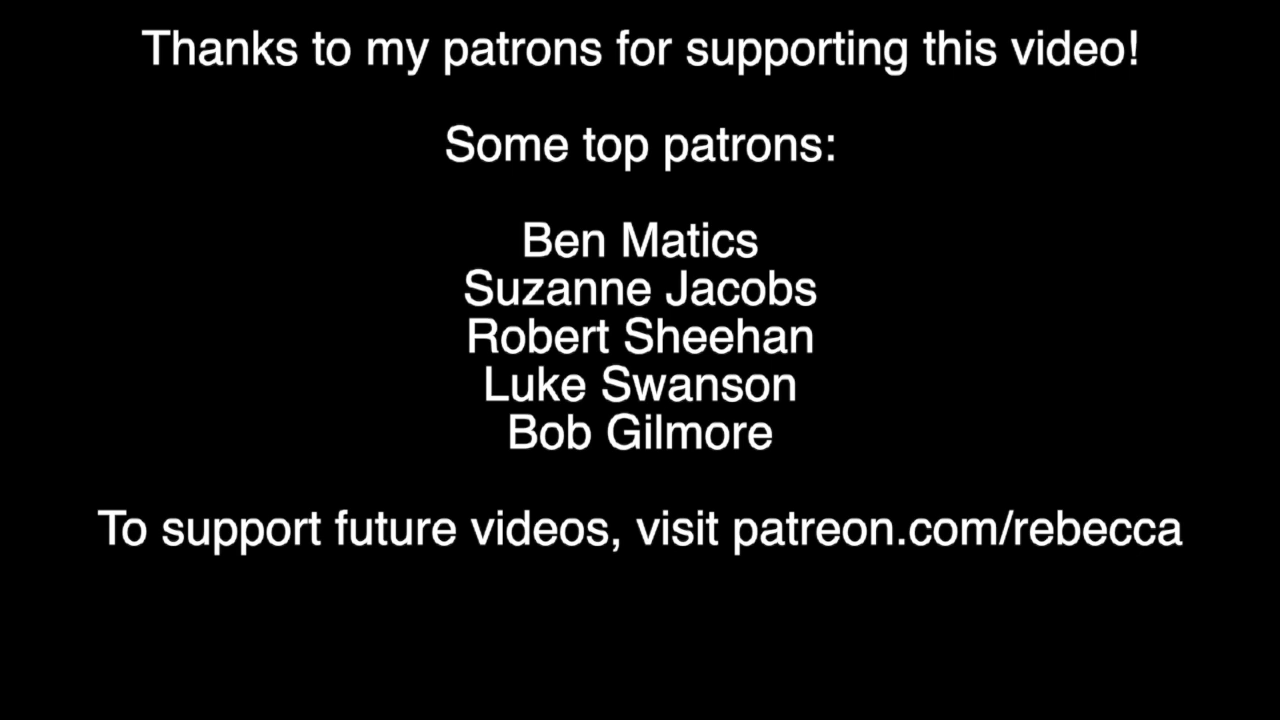 Thanks to my patrons for supporting this video!
Some top patrons:
Ben Matics
Suzanne Jacobs
Robert Sheehan
Luke Swanson
Bob Gilmore
To support future videos, visit patreon.com/rebecca